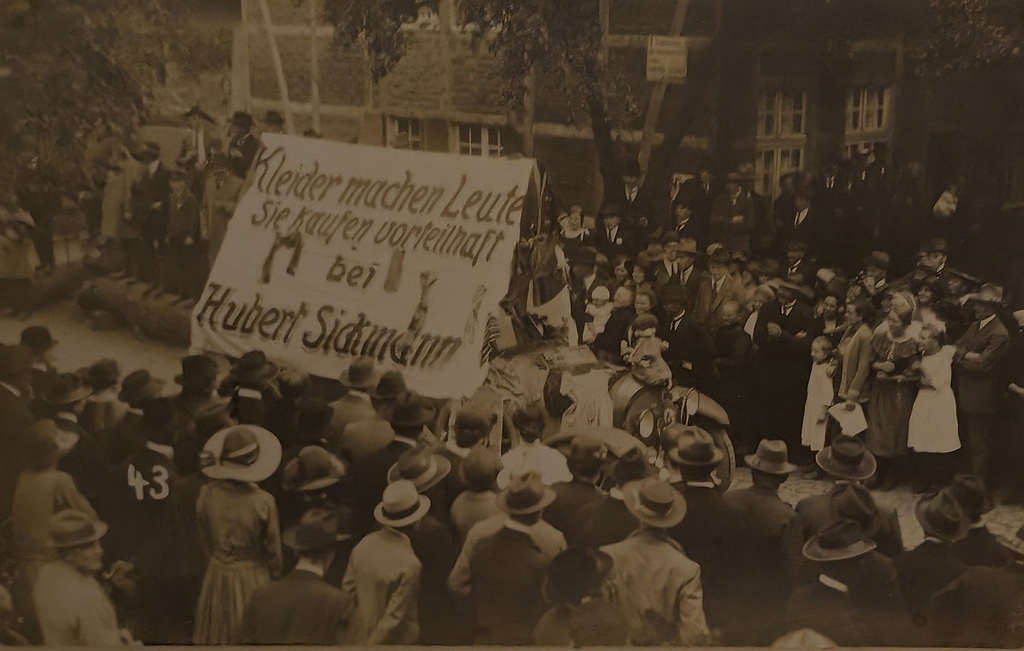 Kleider machen Leute
Sie kaufen vorteilhaft
bei
Hubert Sickmann
43